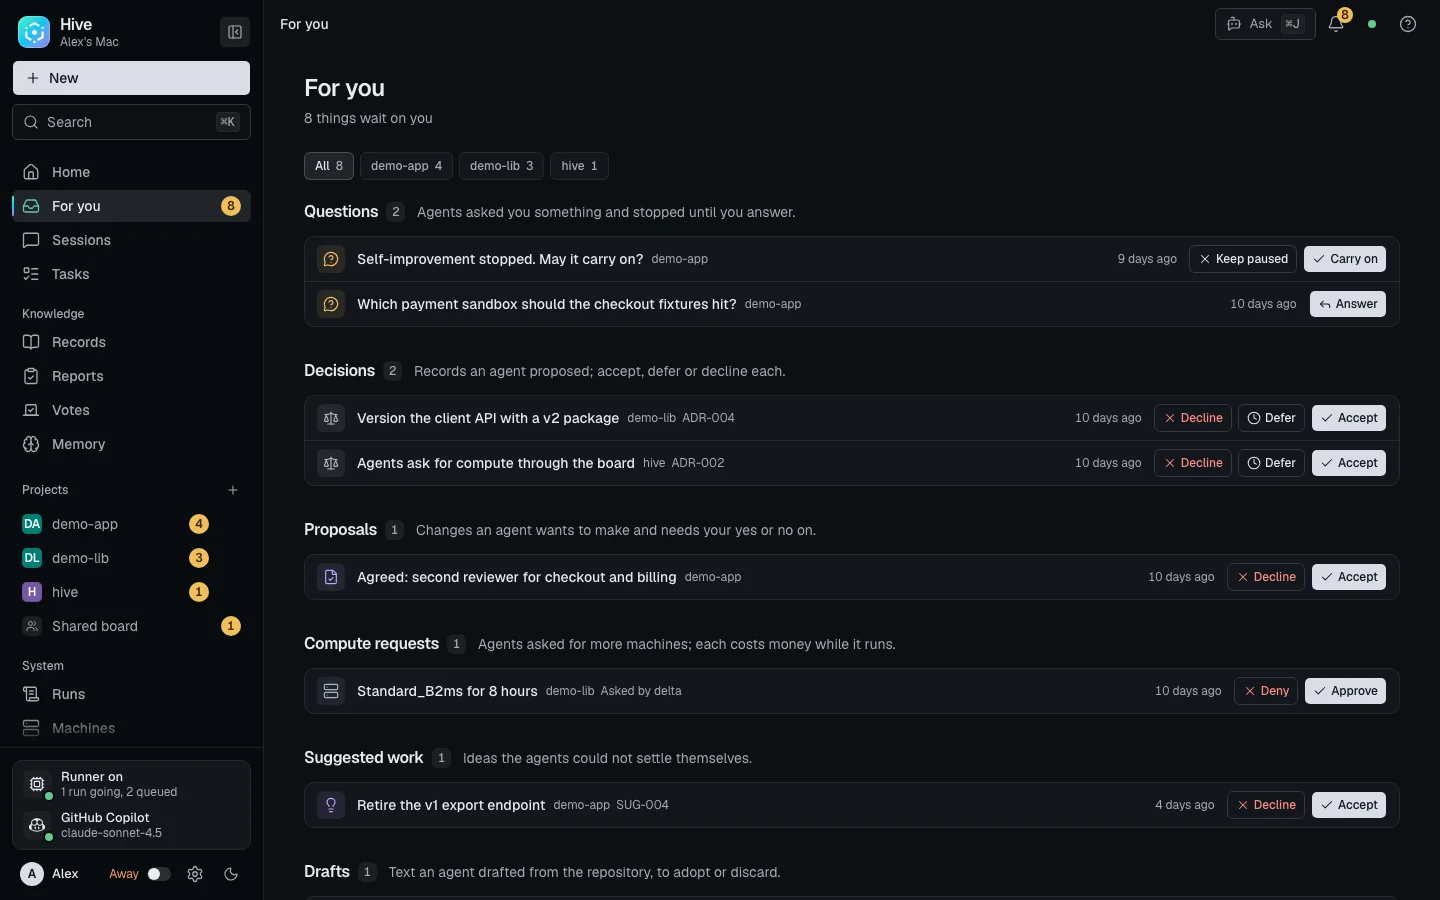 Hive
Alex's Mac
New
Search ⌘K
Home
For you 8
Sessions
Tasks
Knowledge
Records
Reports
Votes
Memory
Projects
DA demo-app 4
DL demo-lib 3
H hive 1
Shared board 1
System
Runs
Machines
Runner on
1 run going, 2 queued
GitHub Copilot
claude-sonnet-4.5
A Alex Away
For you
Ask ⌘J 8
For you
8 things wait on you
All 8 demo-app 4 demo-lib 3 hive 1
Questions 2 Agents asked you something and stopped until you answer.
Self-improvement stopped. May it carry on? demo-app 9 days ago Keep paused Carry on
Which payment sandbox should the checkout fixtures hit? demo-app 10 days ago Answer
Decisions 2 Records an agent proposed; accept, defer or decline each.
Version the client API with a v2 package demo-lib ADR-004 10 days ago Decline Defer Accept
Agents ask for compute through the board hive ADR-002 10 days ago Decline Defer Accept
Proposals 1 Changes an agent wants to make and needs your yes or no on.
Agreed: second reviewer for checkout and billing demo-app 10 days ago Decline Accept
Compute requests 1 Agents asked for more machines; each costs money while it runs.
Standard_B2ms for 8 hours demo-lib Asked by delta 10 days ago Deny Approve
Suggested work 1 Ideas the agents could not settle themselves.
Retire the v1 export endpoint demo-app SUG-004 4 days ago Decline Accept
Drafts 1 Text an agent drafted from the repository, to adopt or discard.